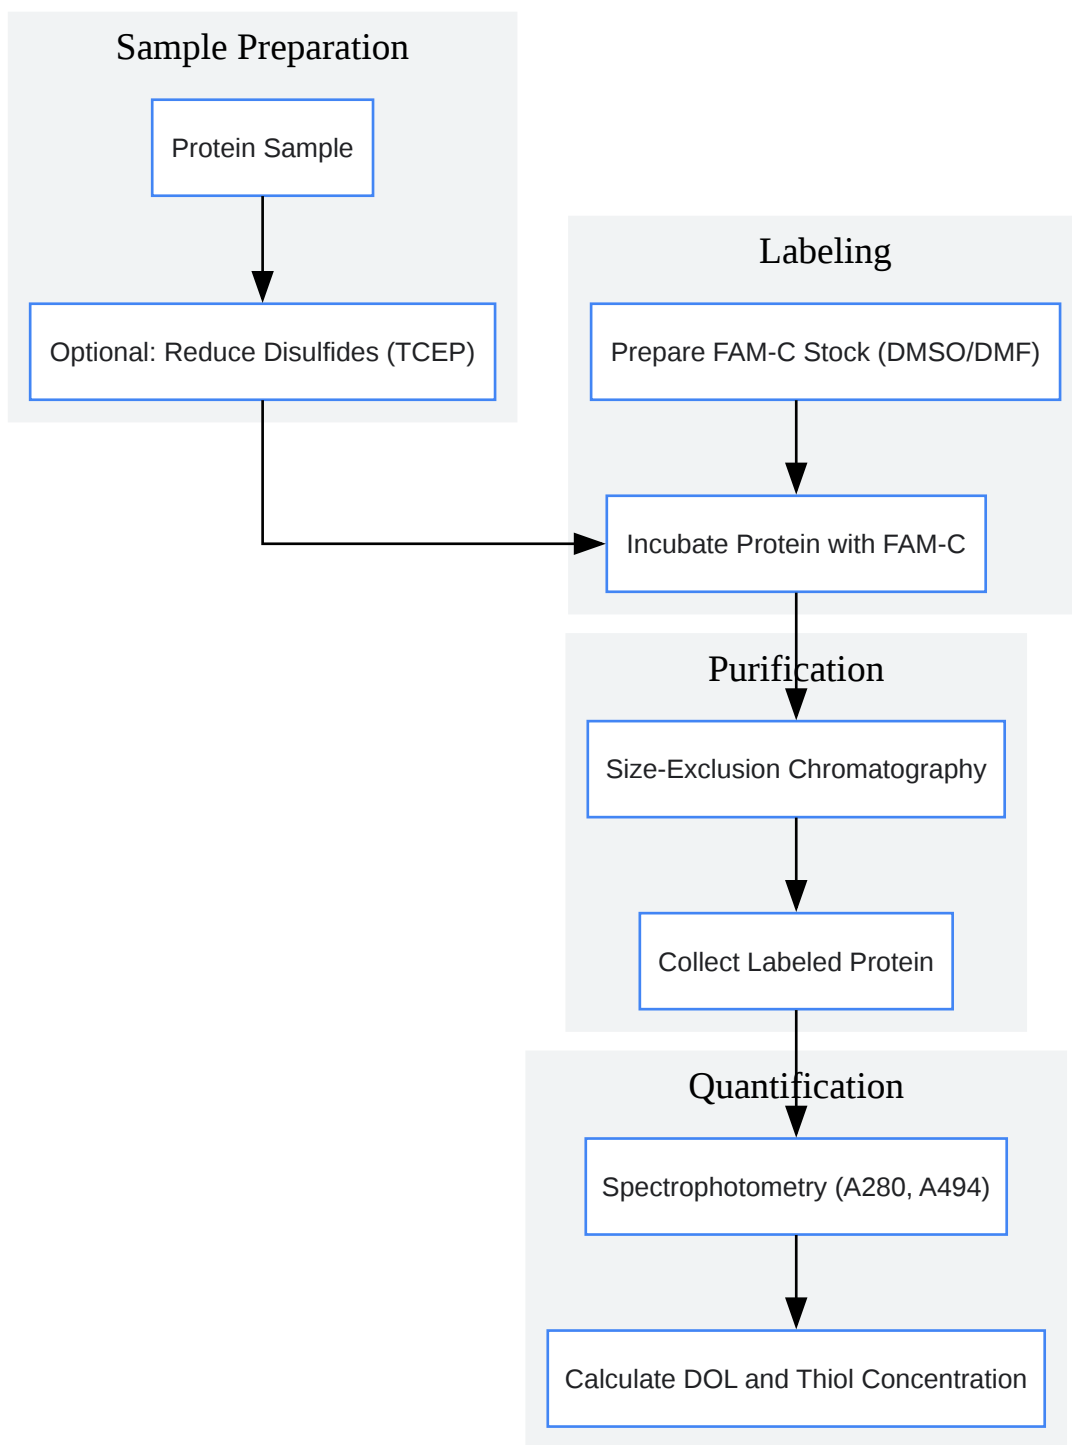 Sample Preparation
Protein Sample
Optional: Reduce Disulfides (TCEP)
Labeling
Prepare FAM-C Stock (DMSO/DMF)
Incubate Protein with FAM-C
Purification
Size-Exclusion Chromatography
Collect Labeled Protein
Quantification
Spectrophotometry (A280, A494)
Calculate DOL and Thiol Concentration